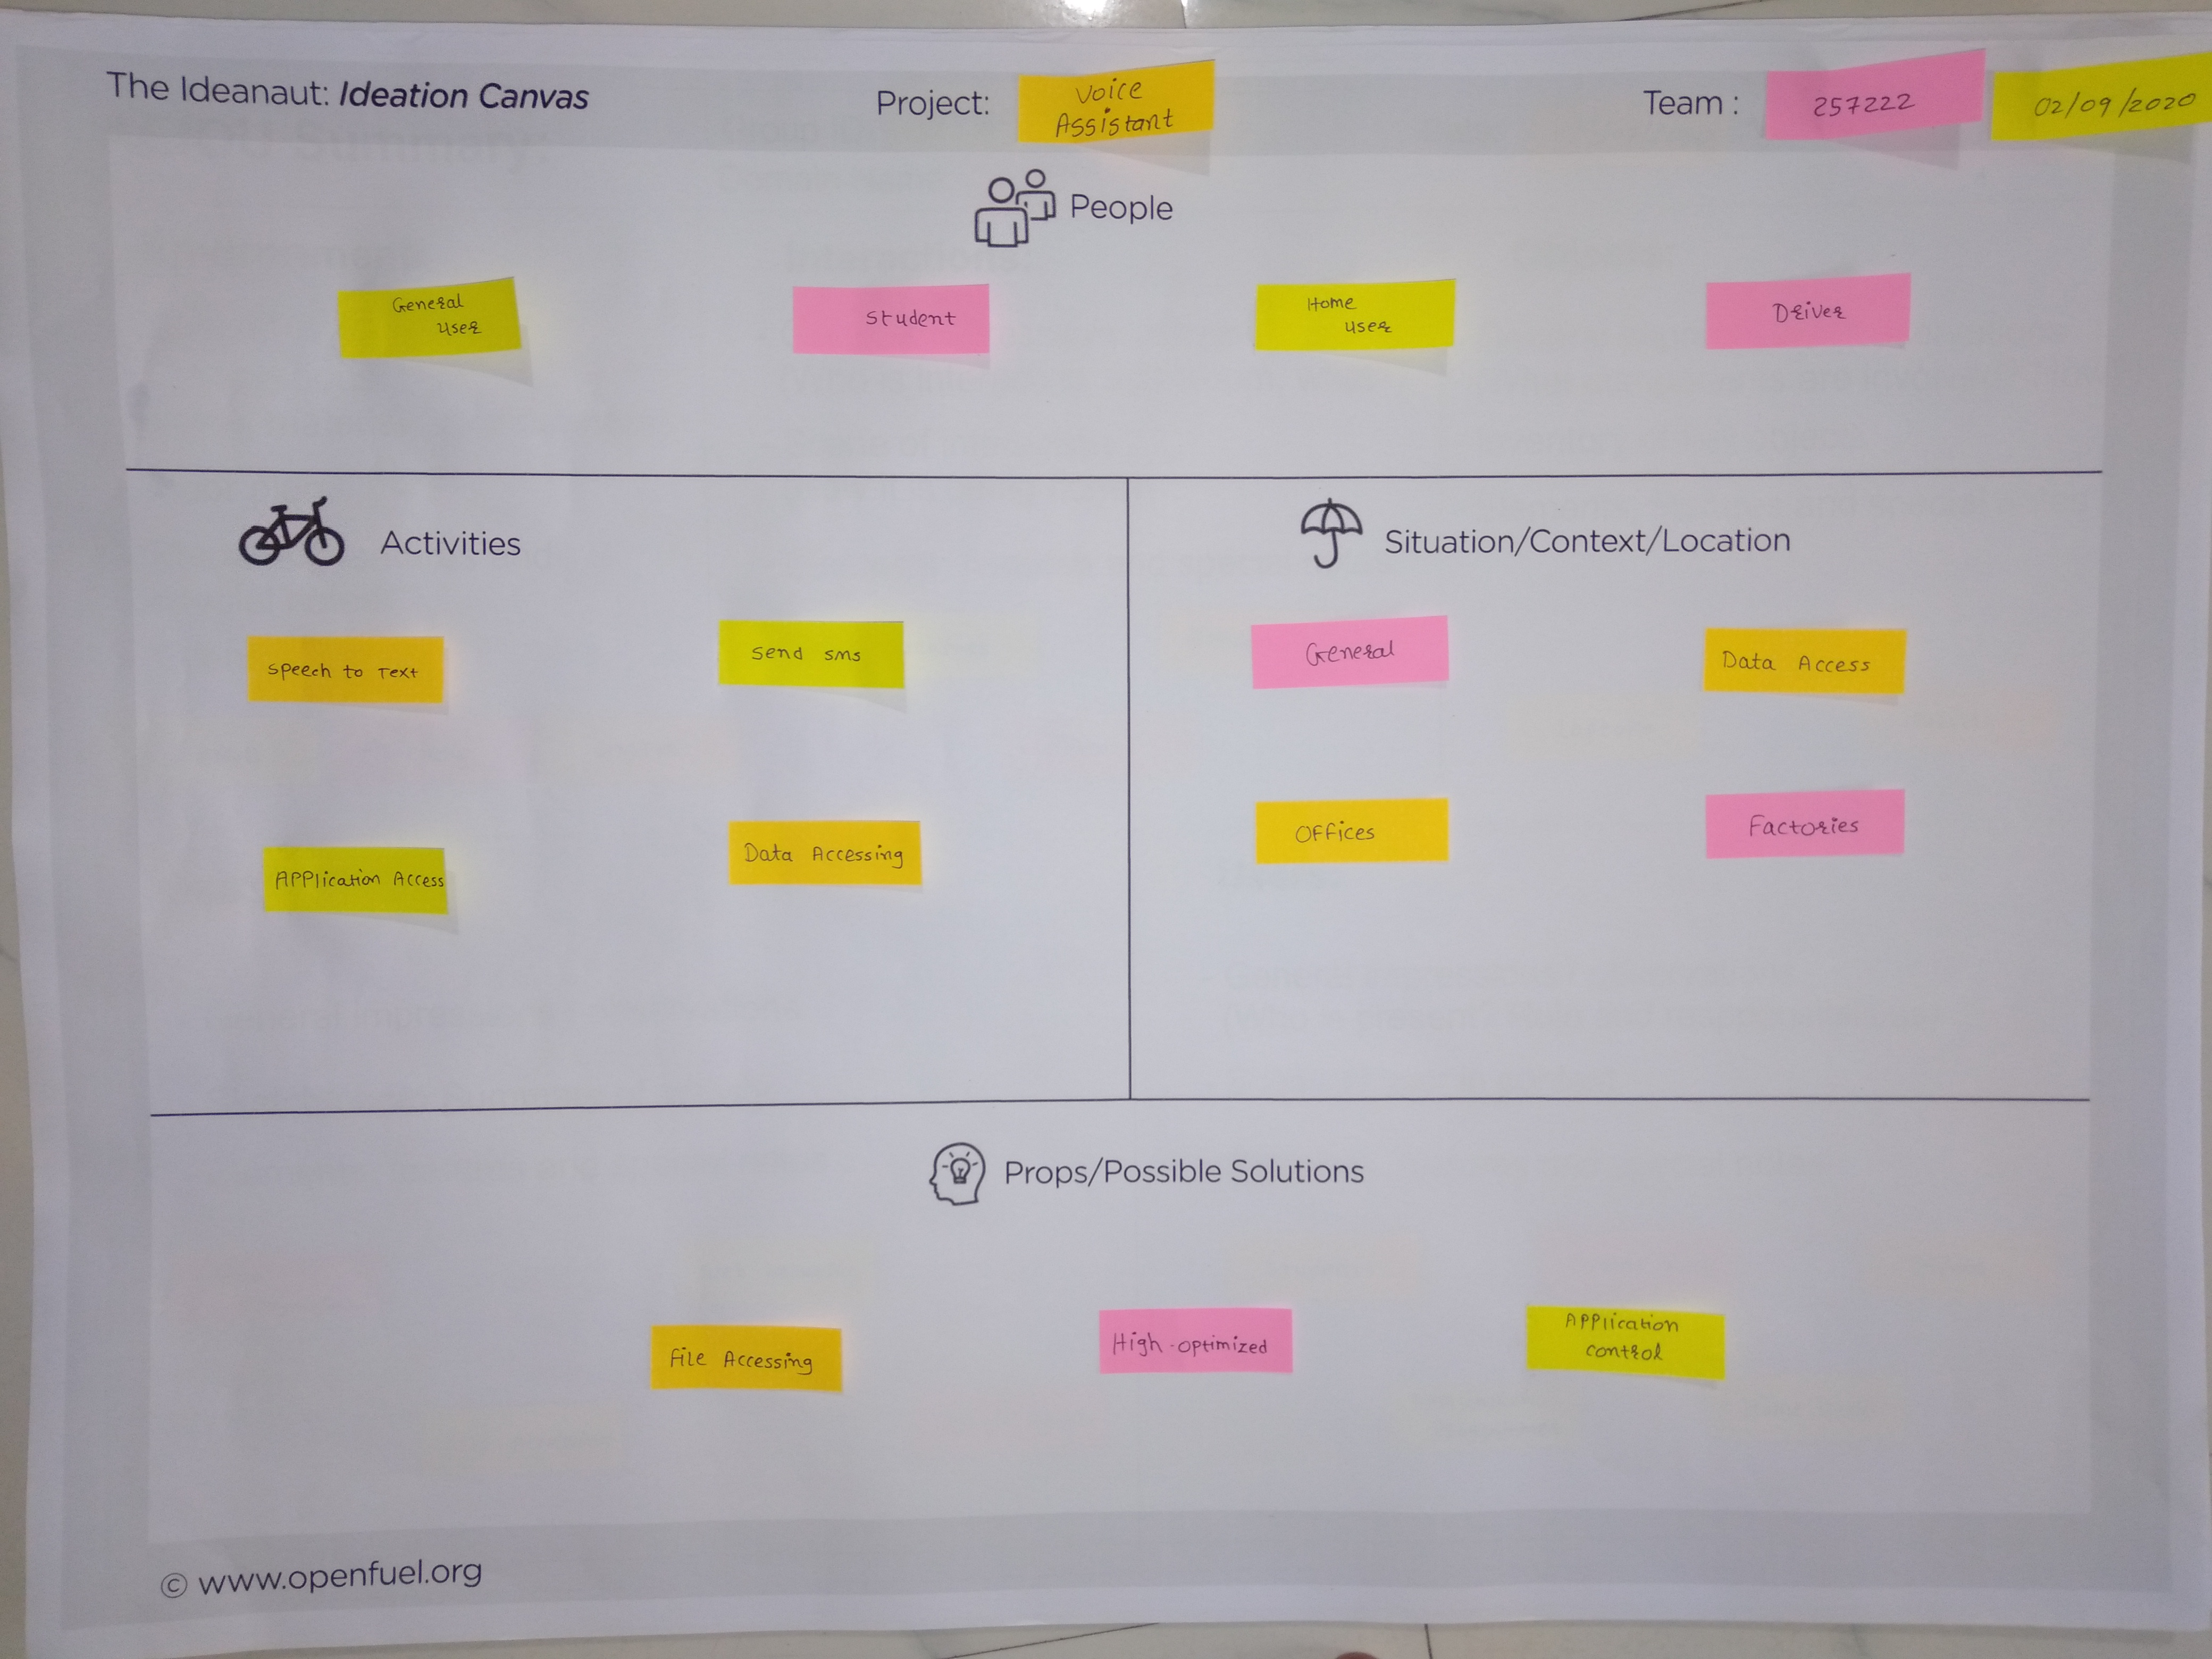 The Ideanaut: Ideation Canvas
Project:
Voice
Assistant
Team :
257222
02/09/2020
People
General
user
Student
Home
user
Driver
Activities
Speech to Text
Send sms
Application Access
Data Accessing
Situation/Context/Location
General
Data Access
Offices
Factories
Props/Possible Solutions
File Accessing
High-optimized
Application
control
© www.openfuel.org